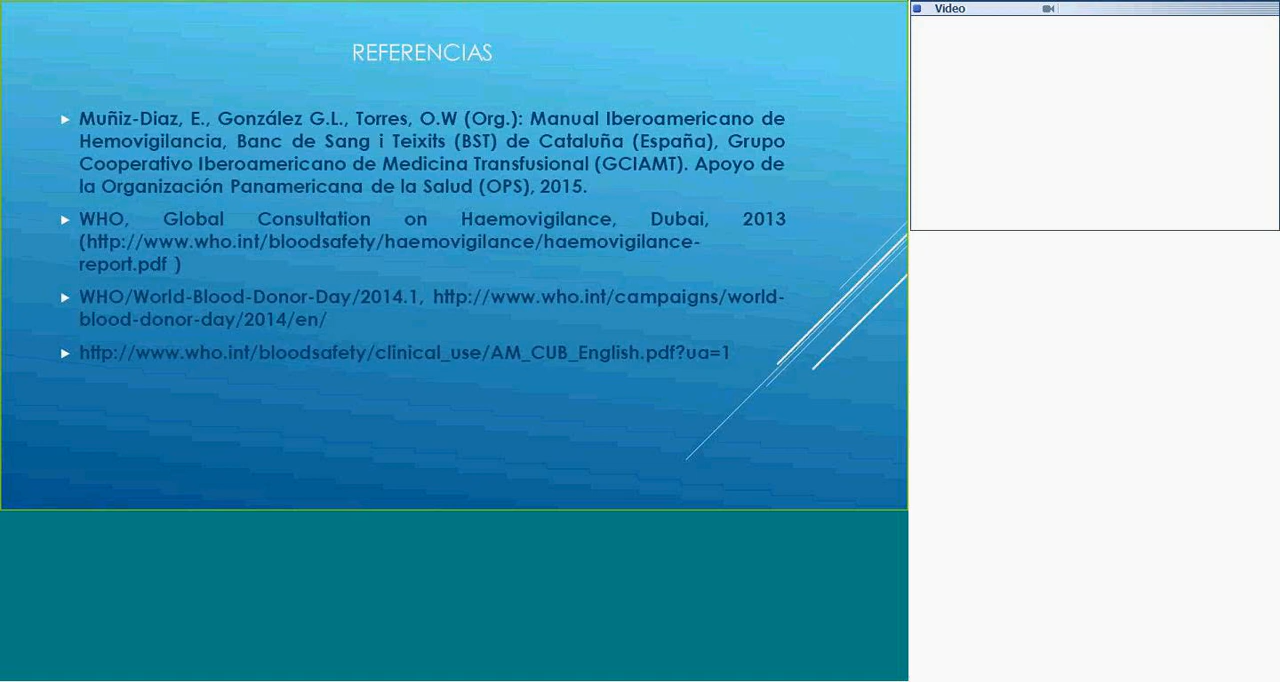 Video
REFERENCIAS
Muñiz-Diaz, E., González G.L., Torres, O.W (Org.): Manual Iberoamericano de
Hemovigilancia, Banc de Sang i Teixits (BST) de Cataluña (España), Grupo
Cooperativo Iberoamericano de Medicina Transfusional (GCIAMT). Apoyo de
la Organización Panamericana de la Salud (OPS), 2015.
WHO, Global Consultation on Haemovigilance, Dubai, 2013
(http://www.who.int/bloodsafety/haemovigilance/haemovigilance-
report.pdf )
WHO/World-Blood-Donor-Day/2014.1, http://www.who.int/campaigns/world-
blood-donor-day/2014/en/
http://www.who.int/bloodsafety/clinical_use/AM_CUB_English.pdf?ua=1